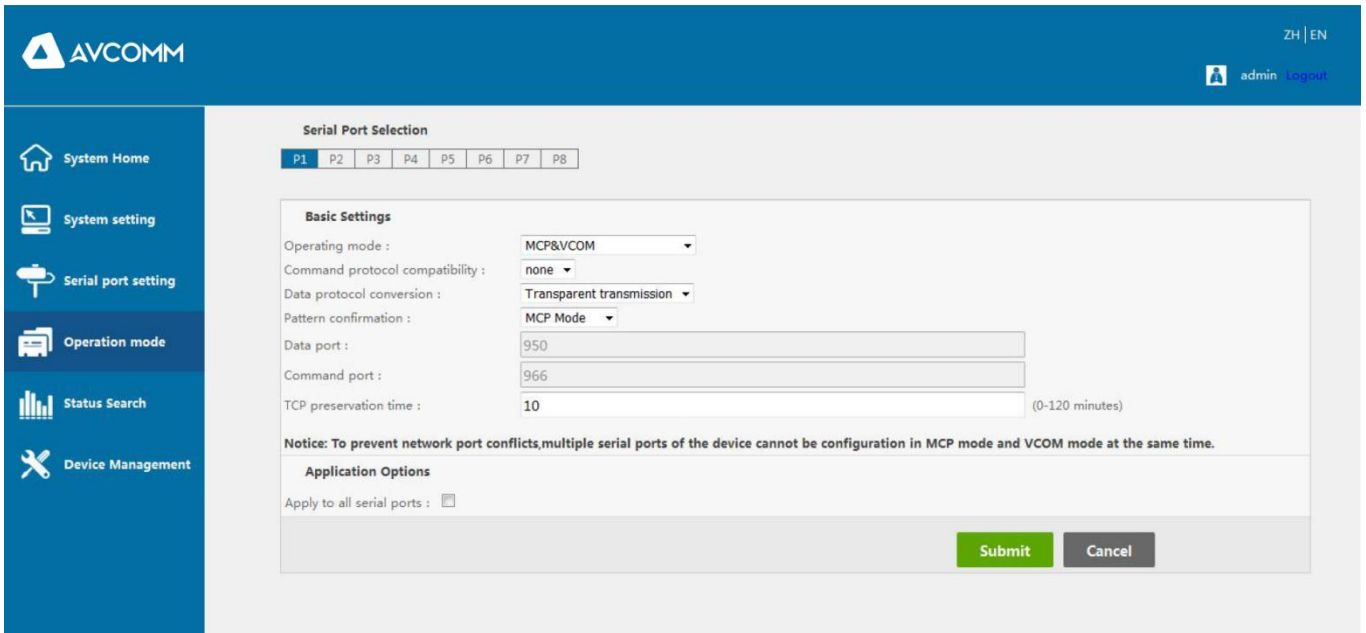 AVCOMM
ZH | EN
admin Logout
System Home
System setting
Serial port setting
Operation mode
Status Search
Device Management
Serial Port Selection
P1 P2 P3 P4 P5 P6 P7 P8
Basic Settings
Operating mode : MCP&VCOM
Command protocol compatibility : none
Data protocol conversion : Transparent transmission
Pattern confirmation : MCP Mode
Data port : 950
Command port : 966
TCP preservation time : 10 (0-120 minutes)
Notice: To prevent network port conflicts,multiple serial ports of the device cannot be configuration in MCP mode and VCOM mode at the same time.
Application Options
Apply to all serial ports :
Submit Cancel